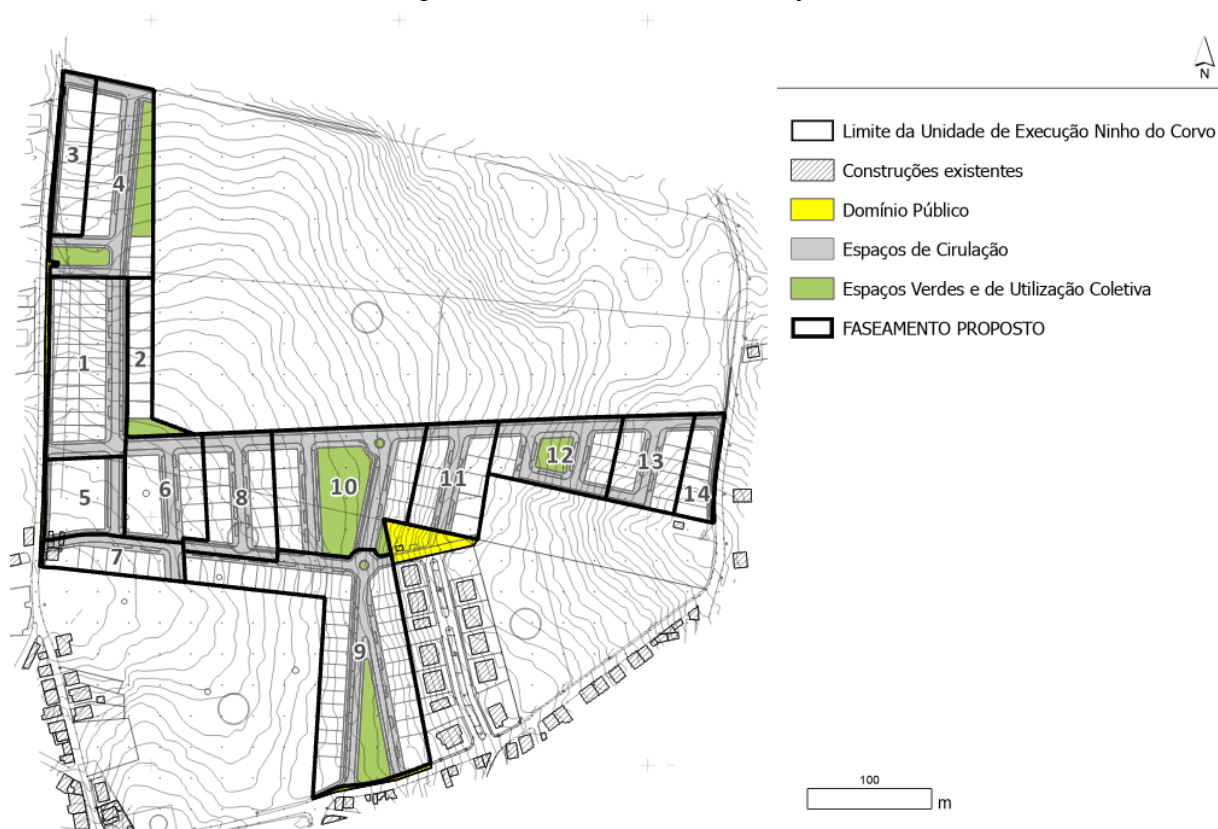 N
Limite da Unidade de Execução Ninho do Corvo
Construções existentes
Domínio Público
Espaços de Cirulação
Espaços Verdes e de Utilização Coletiva
FASEAMENTO PROPOSTO
3
4
1
2
5
6
7
8
9
10
11
12
13
14
100
m